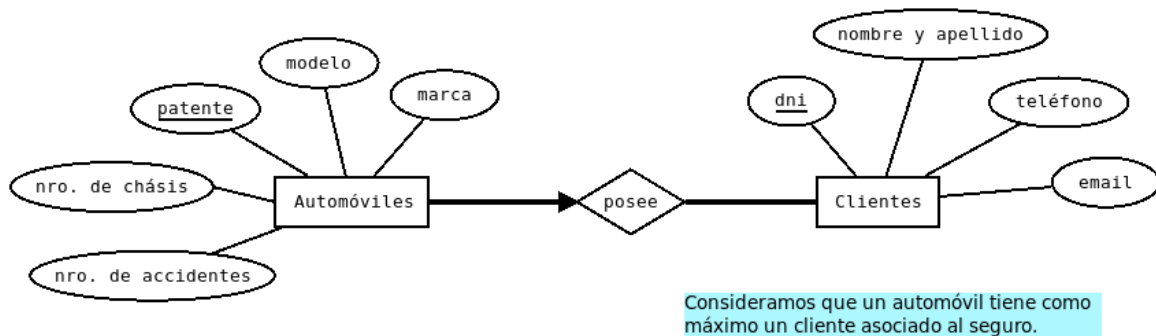 nombre y apellido
modelo
marca
dni
teléfono
patente
nro. de chásis
email
Automóviles
posee
Clientes
nro. de accidentes
Consideramos que un automóvil tiene como
máximo un cliente asociado al seguro.